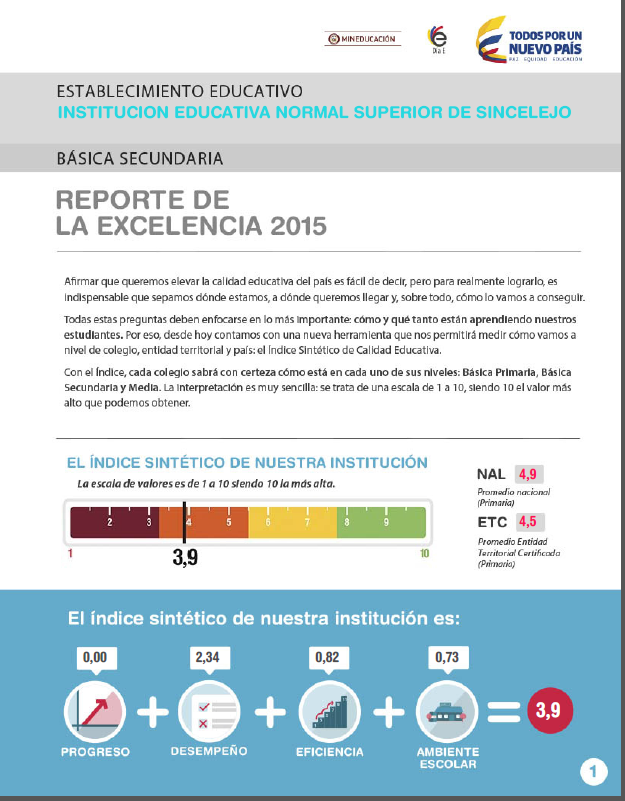 MINEDUCACIÓN
Día E
TODOS POR UN
NUEVO PAÍS
PAZ EQUIDAD EDUCACIÓN
ESTABLECIMIENTO EDUCATIVO
INSTITUCION EDUCATIVA NORMAL SUPERIOR DE SINCELEJO
BÁSICA SECUNDARIA
REPORTE DE
LA EXCELENCIA 2015
Afirmar que queremos elevar la calidad educativa del país es fácil de decir, pero para realmente lograrlo, es
indispensable que sepamos dónde estamos, a dónde queremos llegar y, sobre todo, cómo lo vamos a conseguir.
Todas estas preguntas deben enfocarse en lo más importante: cómo y qué tanto están aprendiendo nuestros
estudiantes. Por eso, desde hoy contamos con una nueva herramienta que nos permitirá medir cómo vamos a
nivel de colegio, entidad territorial y país: el Índice Sintético de Calidad Educativa.
Con el Índice, cada colegio sabrá con certeza cómo está en cada uno de sus niveles: Básica Primaria, Básica
Secundaria y Media. La interpretación es muy sencilla: se trata de una escala de 1 a 10, siendo 10 el valor más
alto que podemos obtener.
EL ÍNDICE SINTÉTICO DE NUESTRA INSTITUCIÓN
La escala de valores es de 1 a 10 siendo 10 la más alta.
2 3 4 5 6 7 8 9
1 3,9 10
NAL 4,9
Promedio nacional
(Primaria)
ETC 4,5
Promedio Entidad
Territorial Certificada
(Primaria)
El índice sintético de nuestra institución es:
0,00 2,34 0,82 0,73
+ + + = 3,9
PROGRESO DESEMPEÑO EFICIENCIA AMBIENTE
ESCOLAR
1